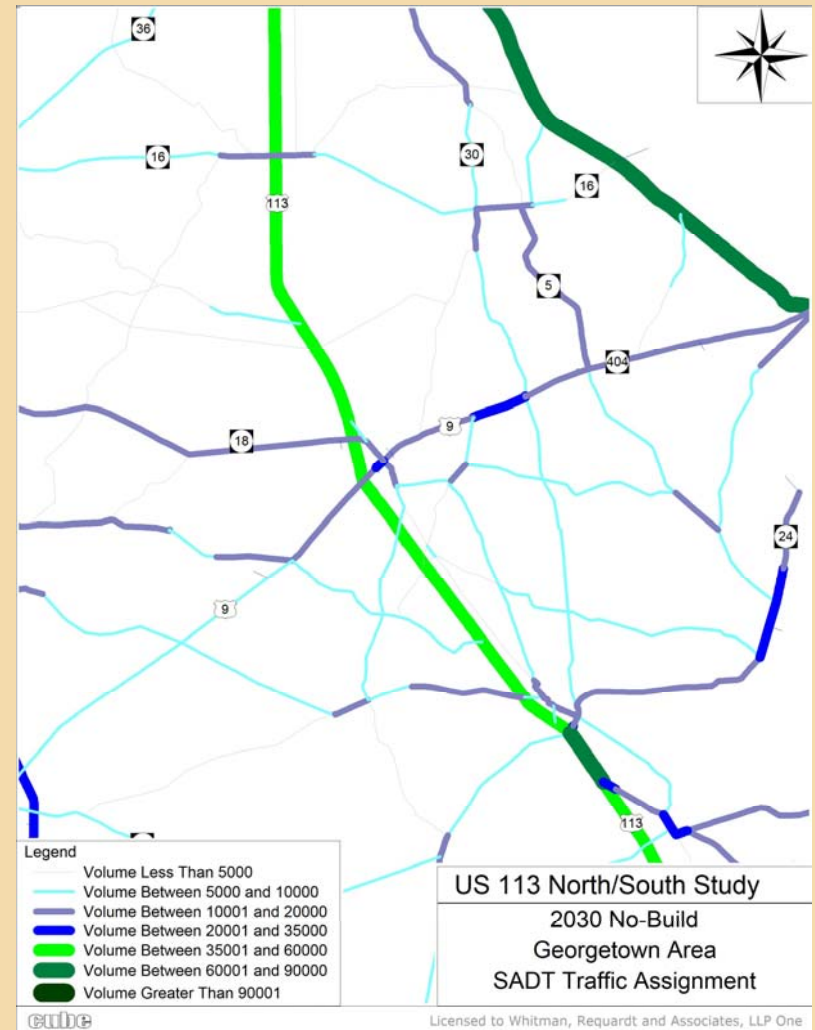 36
16
30
113
16
5
404
18
9
24
9
113
Legend
Volume Less Than 5000
Volume Between 5000 and 10000
Volume Between 10001 and 20000
Volume Between 20001 and 35000
Volume Between 35001 and 60000
Volume Between 60001 and 90000
Volume Greater Than 90001
US 113 North/South Study
2030 No-Build
Georgetown Area
SADT Traffic Assignment
cube
Licensed to Whitman, Requardt and Associates, LLP One